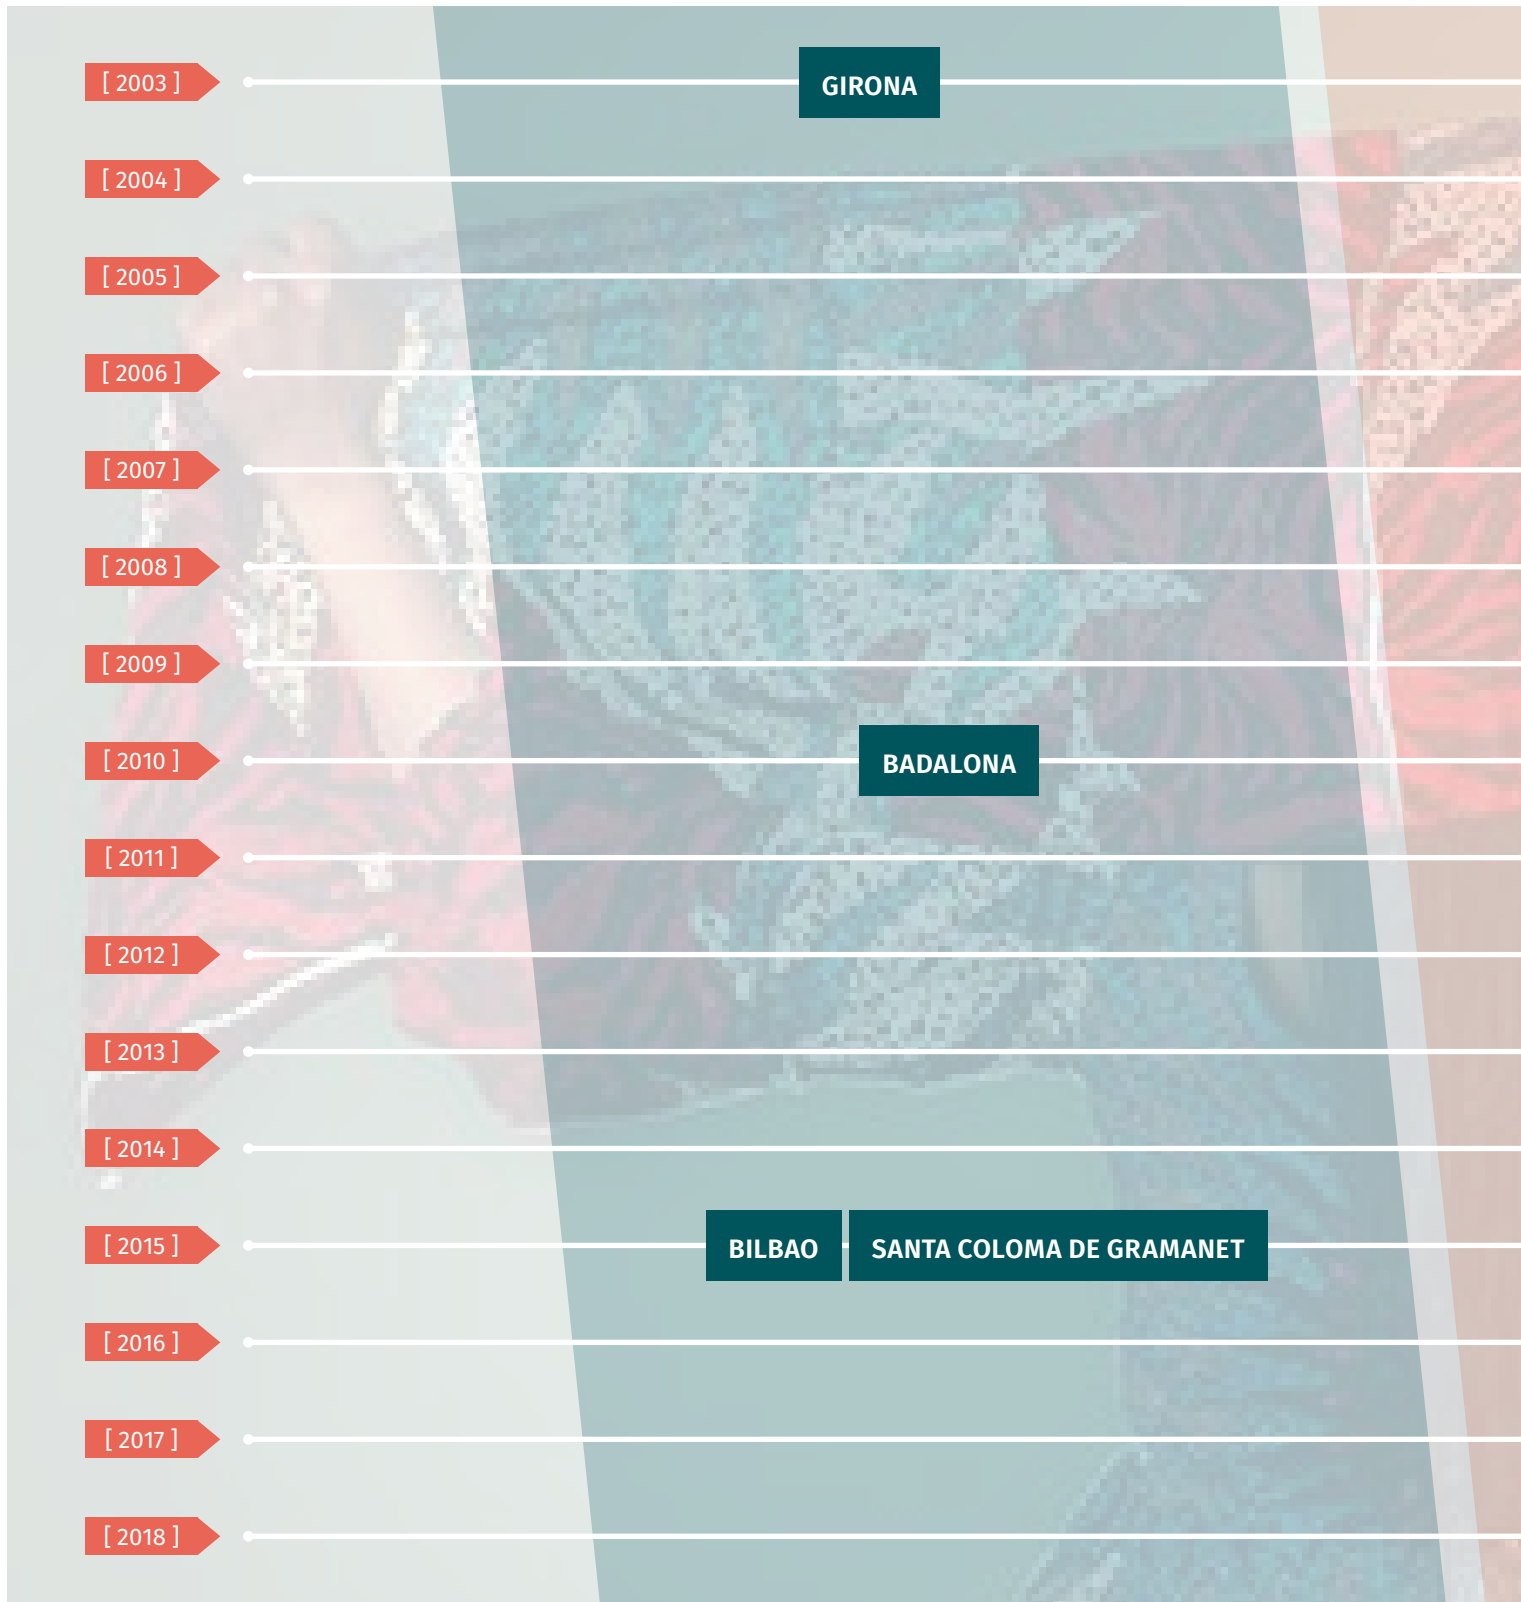 [ 2003 ] GIRONA
[ 2004 ]
[ 2005 ]
[ 2006 ]
[ 2007 ]
[ 2008 ]
[ 2009 ]
[ 2010 ] BADALONA
[ 2011 ]
[ 2012 ]
[ 2013 ]
[ 2014 ]
[ 2015 ] BILBAO SANTA COLOMA DE GRAMANET
[ 2016 ]
[ 2017 ]
[ 2018 ]